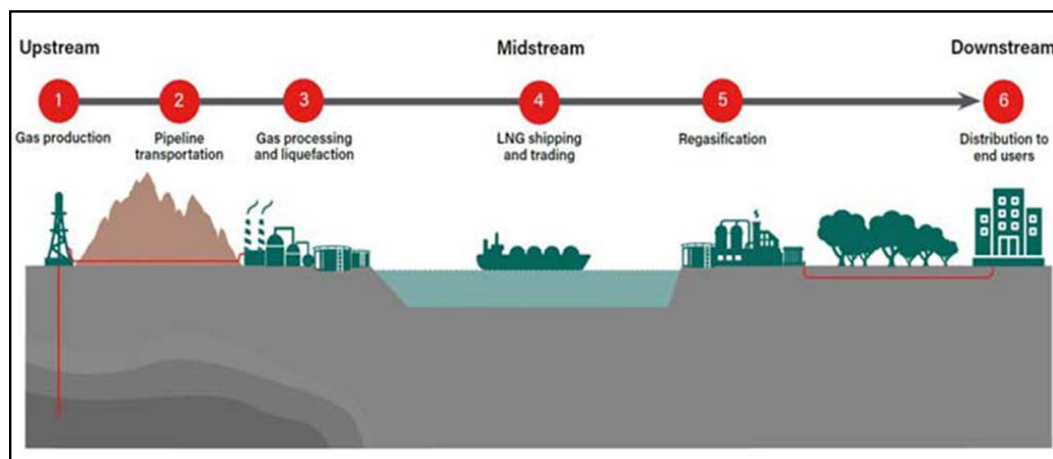 Upstream
Midstream
Downstream
1
2
3
4
5
6
Gas production
Pipeline
transportation
Gas processing
and liquefaction
LNG shipping
and trading
Regasification
Distribution to
end users